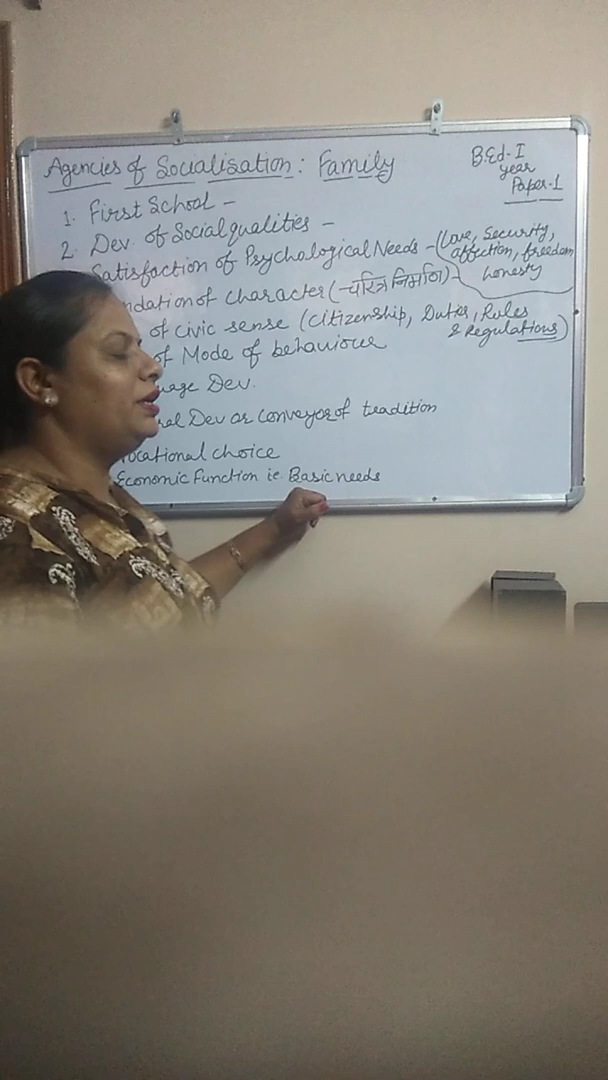 Agencies of Socialisation : Family
B.Ed-I
year
Paper-1
1. First School -
2. Dev. of Social qualities -
Satisfaction of Psychological Needs - (Love, Security,
affection, freedom
honesty
ndation of character (चरित्र निर्माण) -
of civic sense (Citizenship, Duties, Rules
& Regulations)
of Mode of behaviour
uage Dev.
ral Dev or conveyor of tradition
ocational choice
Economic Function i.e. Basic needs